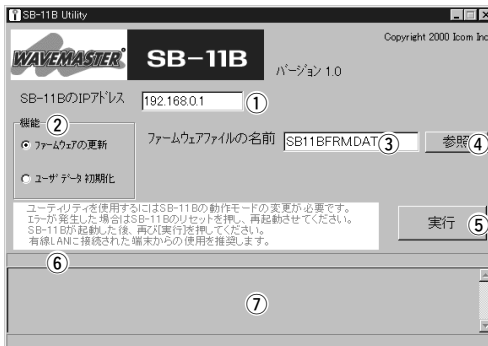 SB-11B Utility
Copyright 2000 Icom Inc
WAVEMASTER
SB-11B
バージョン 1.0
SB-11BのIPアドレス
192.168.0.1
①
機能 ②
ファームウェアの更新
ユーザデータ初期化
ファームウェアファイルの名前
SB11BFRMDAT
③
参照 ④
ユーティリティを使用するにはSB-11Bの動作モードの変更が必要です。
エラーが発生した場合はSB-11Bのリセットを押し、再起動させてください。
SB-11Bが起動した後、再び[実行]を押してください。
有線LANに接続された端末からの使用を推奨します。
実行 ⑤
⑥
⑦